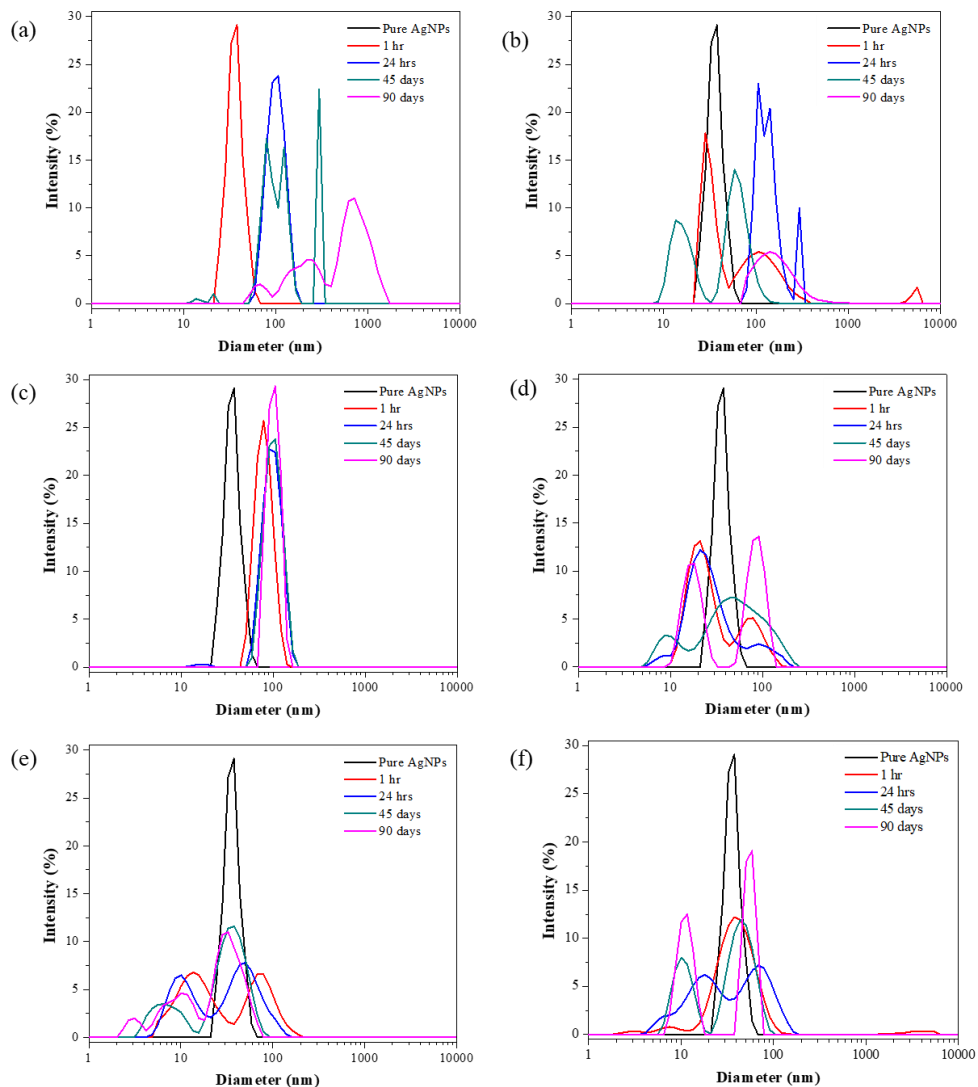 (a)
Intensity (%)
30
25
20
15
10
5
0
Pure AgNPs
1 hr
24 hrs
45 days
90 days
1 10 100 1000 10000
Diameter (nm)
(b)
Intensity (%)
30
25
20
15
10
5
0
Pure AgNPs
1 hr
24 hrs
45 days
90 days
1 10 100 1000 10000
Diameter (nm)
(c)
Intensity (%)
30
25
20
15
10
5
0
Pure AgNPs
1 hr
24 hrs
45 days
90 days
1 10 100 1000 10000
Diameter (nm)
(d)
Intensity (%)
30
25
20
15
10
5
0
Pure AgNPs
1 hr
24 hrs
45 days
90 days
1 10 100 1000 10000
Diameter (nm)
(e)
Intensity (%)
30
25
20
15
10
5
0
Pure AgNPs
1 hr
24 hrs
45 days
90 days
1 10 100 1000 10000
Diameter (nm)
(f)
Intensity (%)
30
25
20
15
10
5
0
Pure AgNPs
1 hr
24 hrs
45 days
90 days
1 10 100 1000 10000
Diameter (nm)